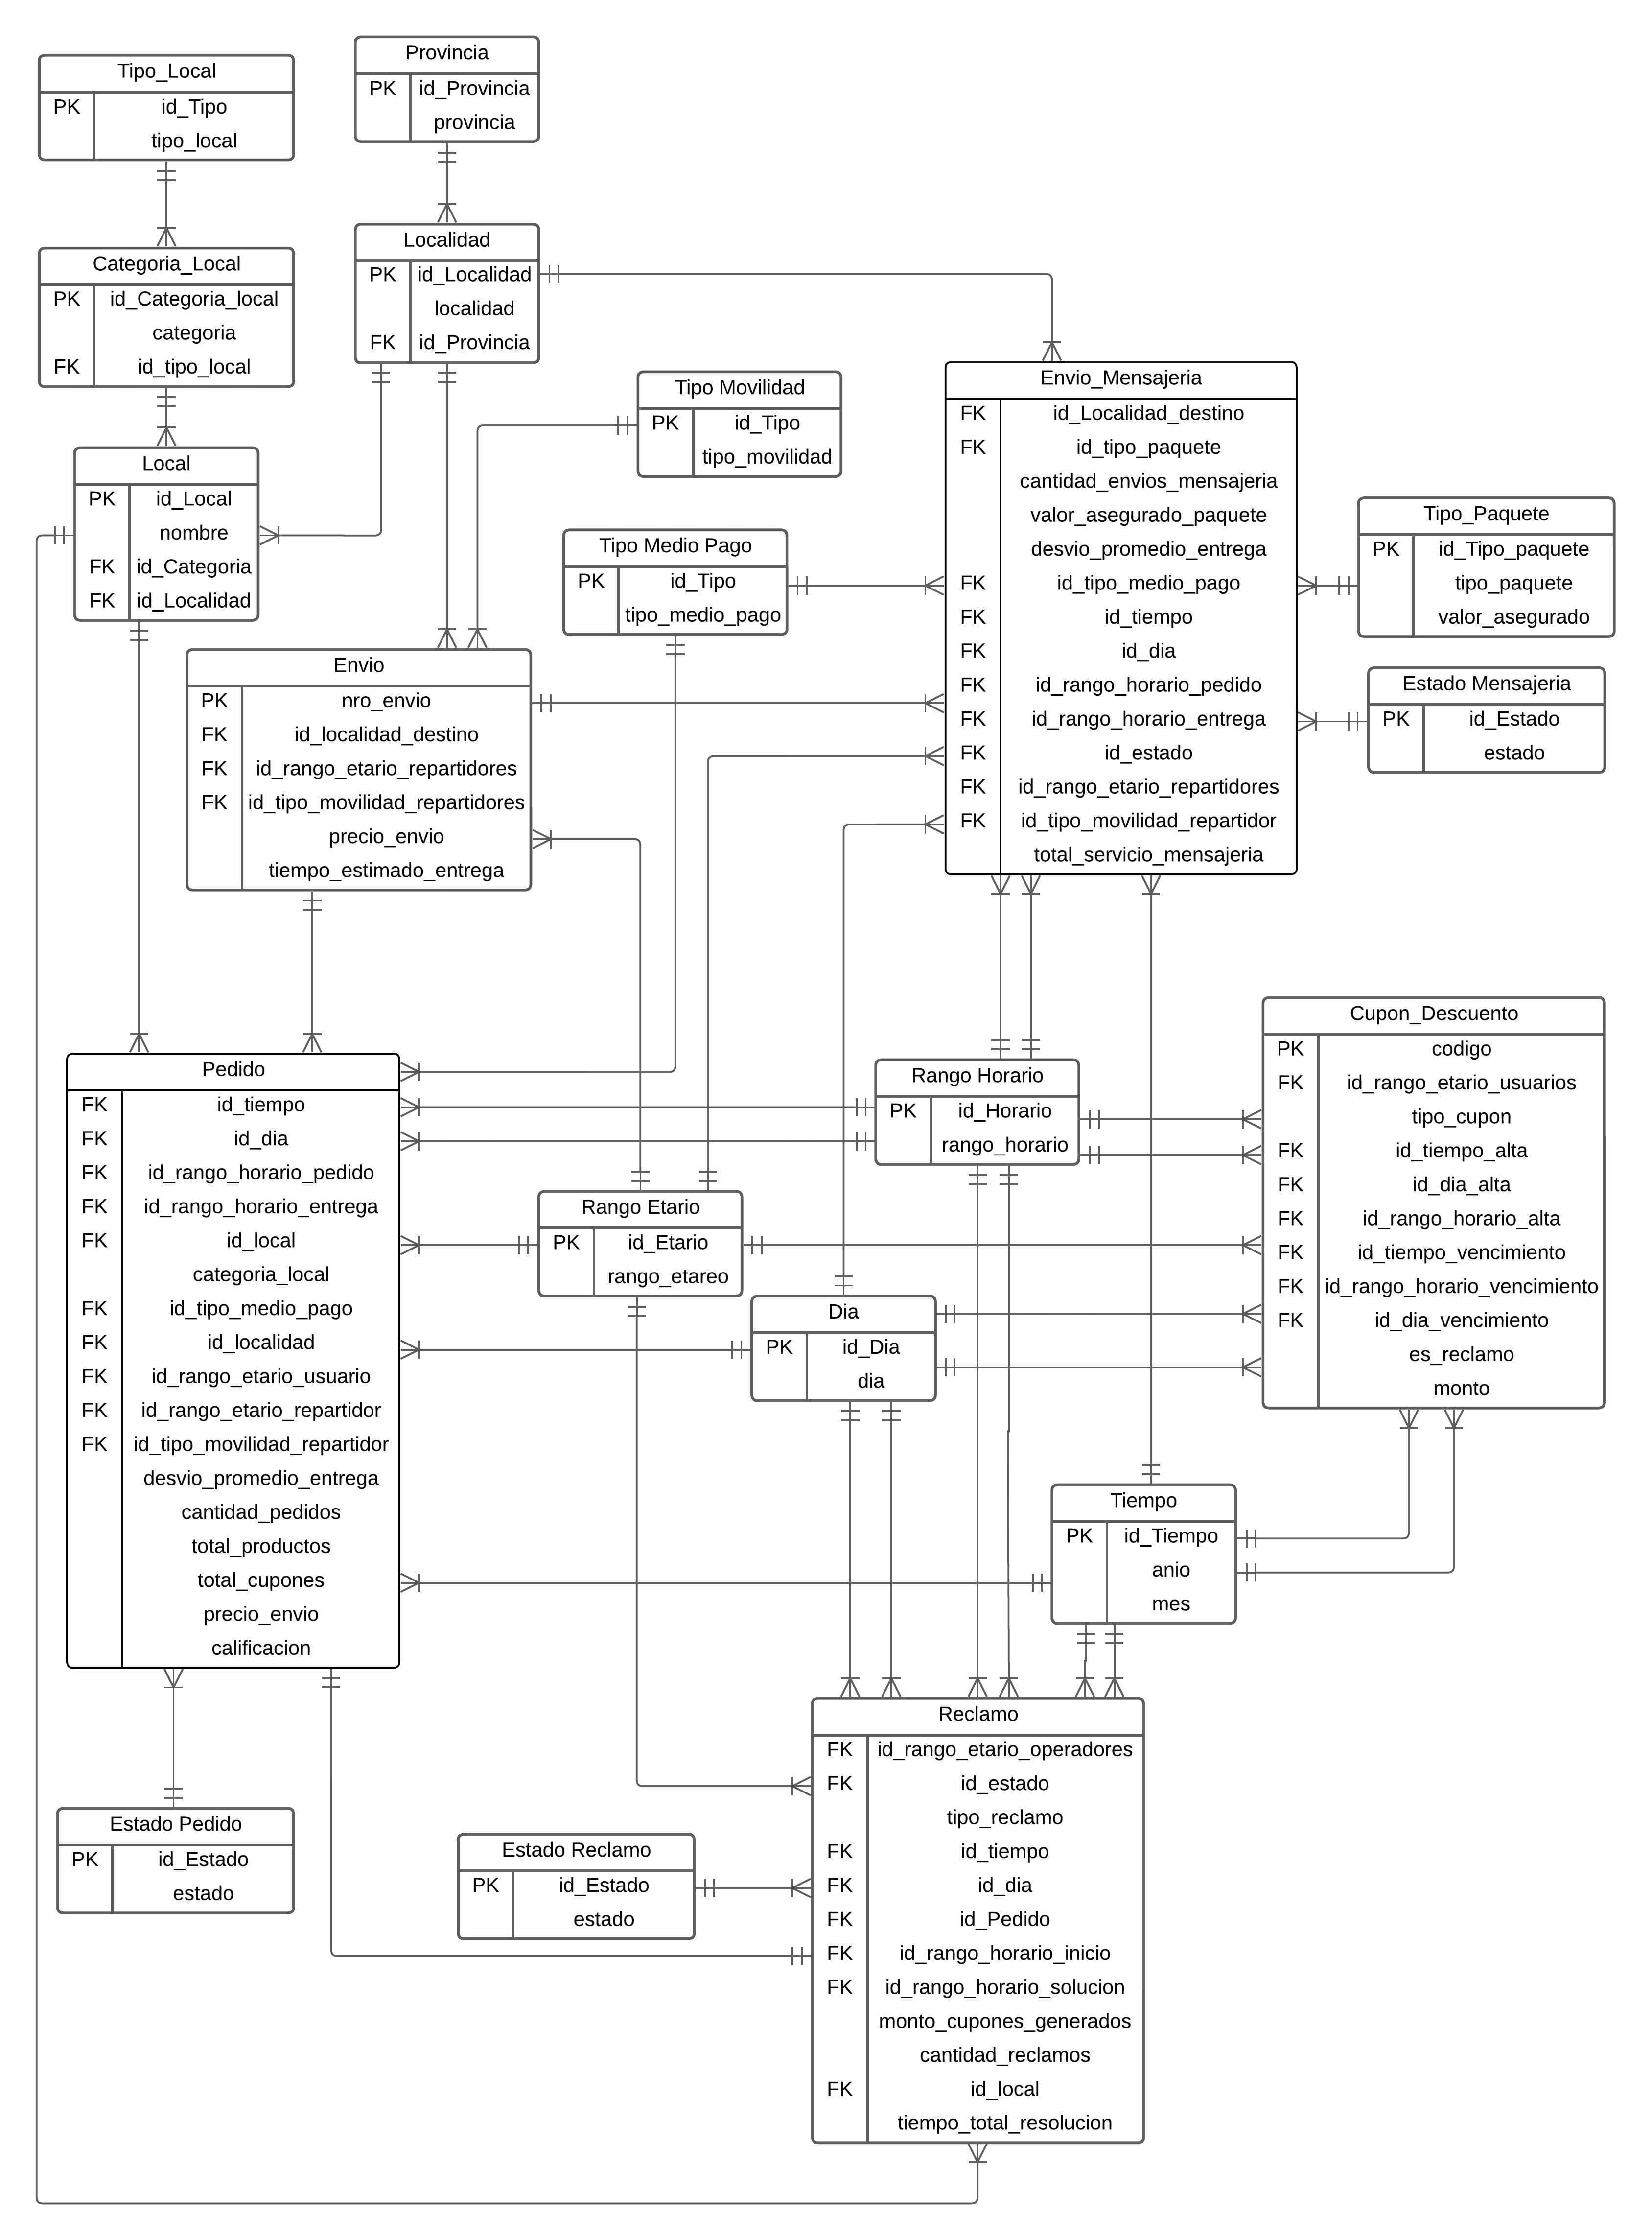 Tipo_Local
PK id_Tipo
tipo_local
Provincia
PK id_Provincia
provincia
Categoria_Local
PK id_Categoria_local
categoria
FK id_tipo_local
Localidad
PK id_Localidad
localidad
FK id_Provincia
Local
PK id_Local
nombre
FK id_Categoria
FK id_Localidad
Tipo Movilidad
PK id_Tipo
tipo_movilidad
Tipo Medio Pago
PK id_Tipo
tipo_medio_pago
Envio_Mensajeria
FK id_Localidad_destino
FK id_tipo_paquete
cantidad_envios_mensajeria
valor_asegurado_paquete
desvio_promedio_entrega
FK id_tipo_medio_pago
FK id_tiempo
FK id_dia
FK id_rango_horario_pedido
FK id_rango_horario_entrega
FK id_estado
FK id_rango_etario_repartidores
FK id_tipo_movilidad_repartidor
total_servicio_mensajeria
Tipo_Paquete
PK id_Tipo_paquete
tipo_paquete
valor_asegurado
Estado Mensajeria
PK id_Estado
estado
Envio
PK nro_envio
FK id_localidad_destino
FK id_rango_etario_repartidores
FK id_tipo_movilidad_repartidores
precio_envio
tiempo_estimado_entrega
Pedido
FK id_tiempo
FK id_dia
FK id_rango_horario_pedido
FK id_rango_horario_entrega
FK id_local
categoria_local
FK id_tipo_medio_pago
FK id_localidad
FK id_rango_etario_usuario
FK id_rango_etario_repartidor
FK id_tipo_movilidad_repartidor
desvio_promedio_entrega
cantidad_pedidos
total_productos
total_cupones
precio_envio
calificacion
Rango Horario
PK id_Horario
rango_horario
Cupon_Descuento
PK codigo
FK id_rango_etario_usuarios
tipo_cupon
FK id_tiempo_alta
FK id_dia_alta
FK id_rango_horario_alta
FK id_tiempo_vencimiento
FK id_rango_horario_vencimiento
FK id_dia_vencimiento
es_reclamo
monto
Rango Etario
PK id_Etario
rango_etareo
Dia
PK id_Dia
dia
Tiempo
PK id_Tiempo
anio
mes
Reclamo
FK id_rango_etario_operadores
FK id_estado
tipo_reclamo
FK id_tiempo
FK id_dia
FK id_Pedido
FK id_rango_horario_inicio
FK id_rango_horario_solucion
monto_cupones_generados
cantidad_reclamos
FK id_local
tiempo_total_resolucion
Estado Pedido
PK id_Estado
estado
Estado Reclamo
PK id_Estado
estado